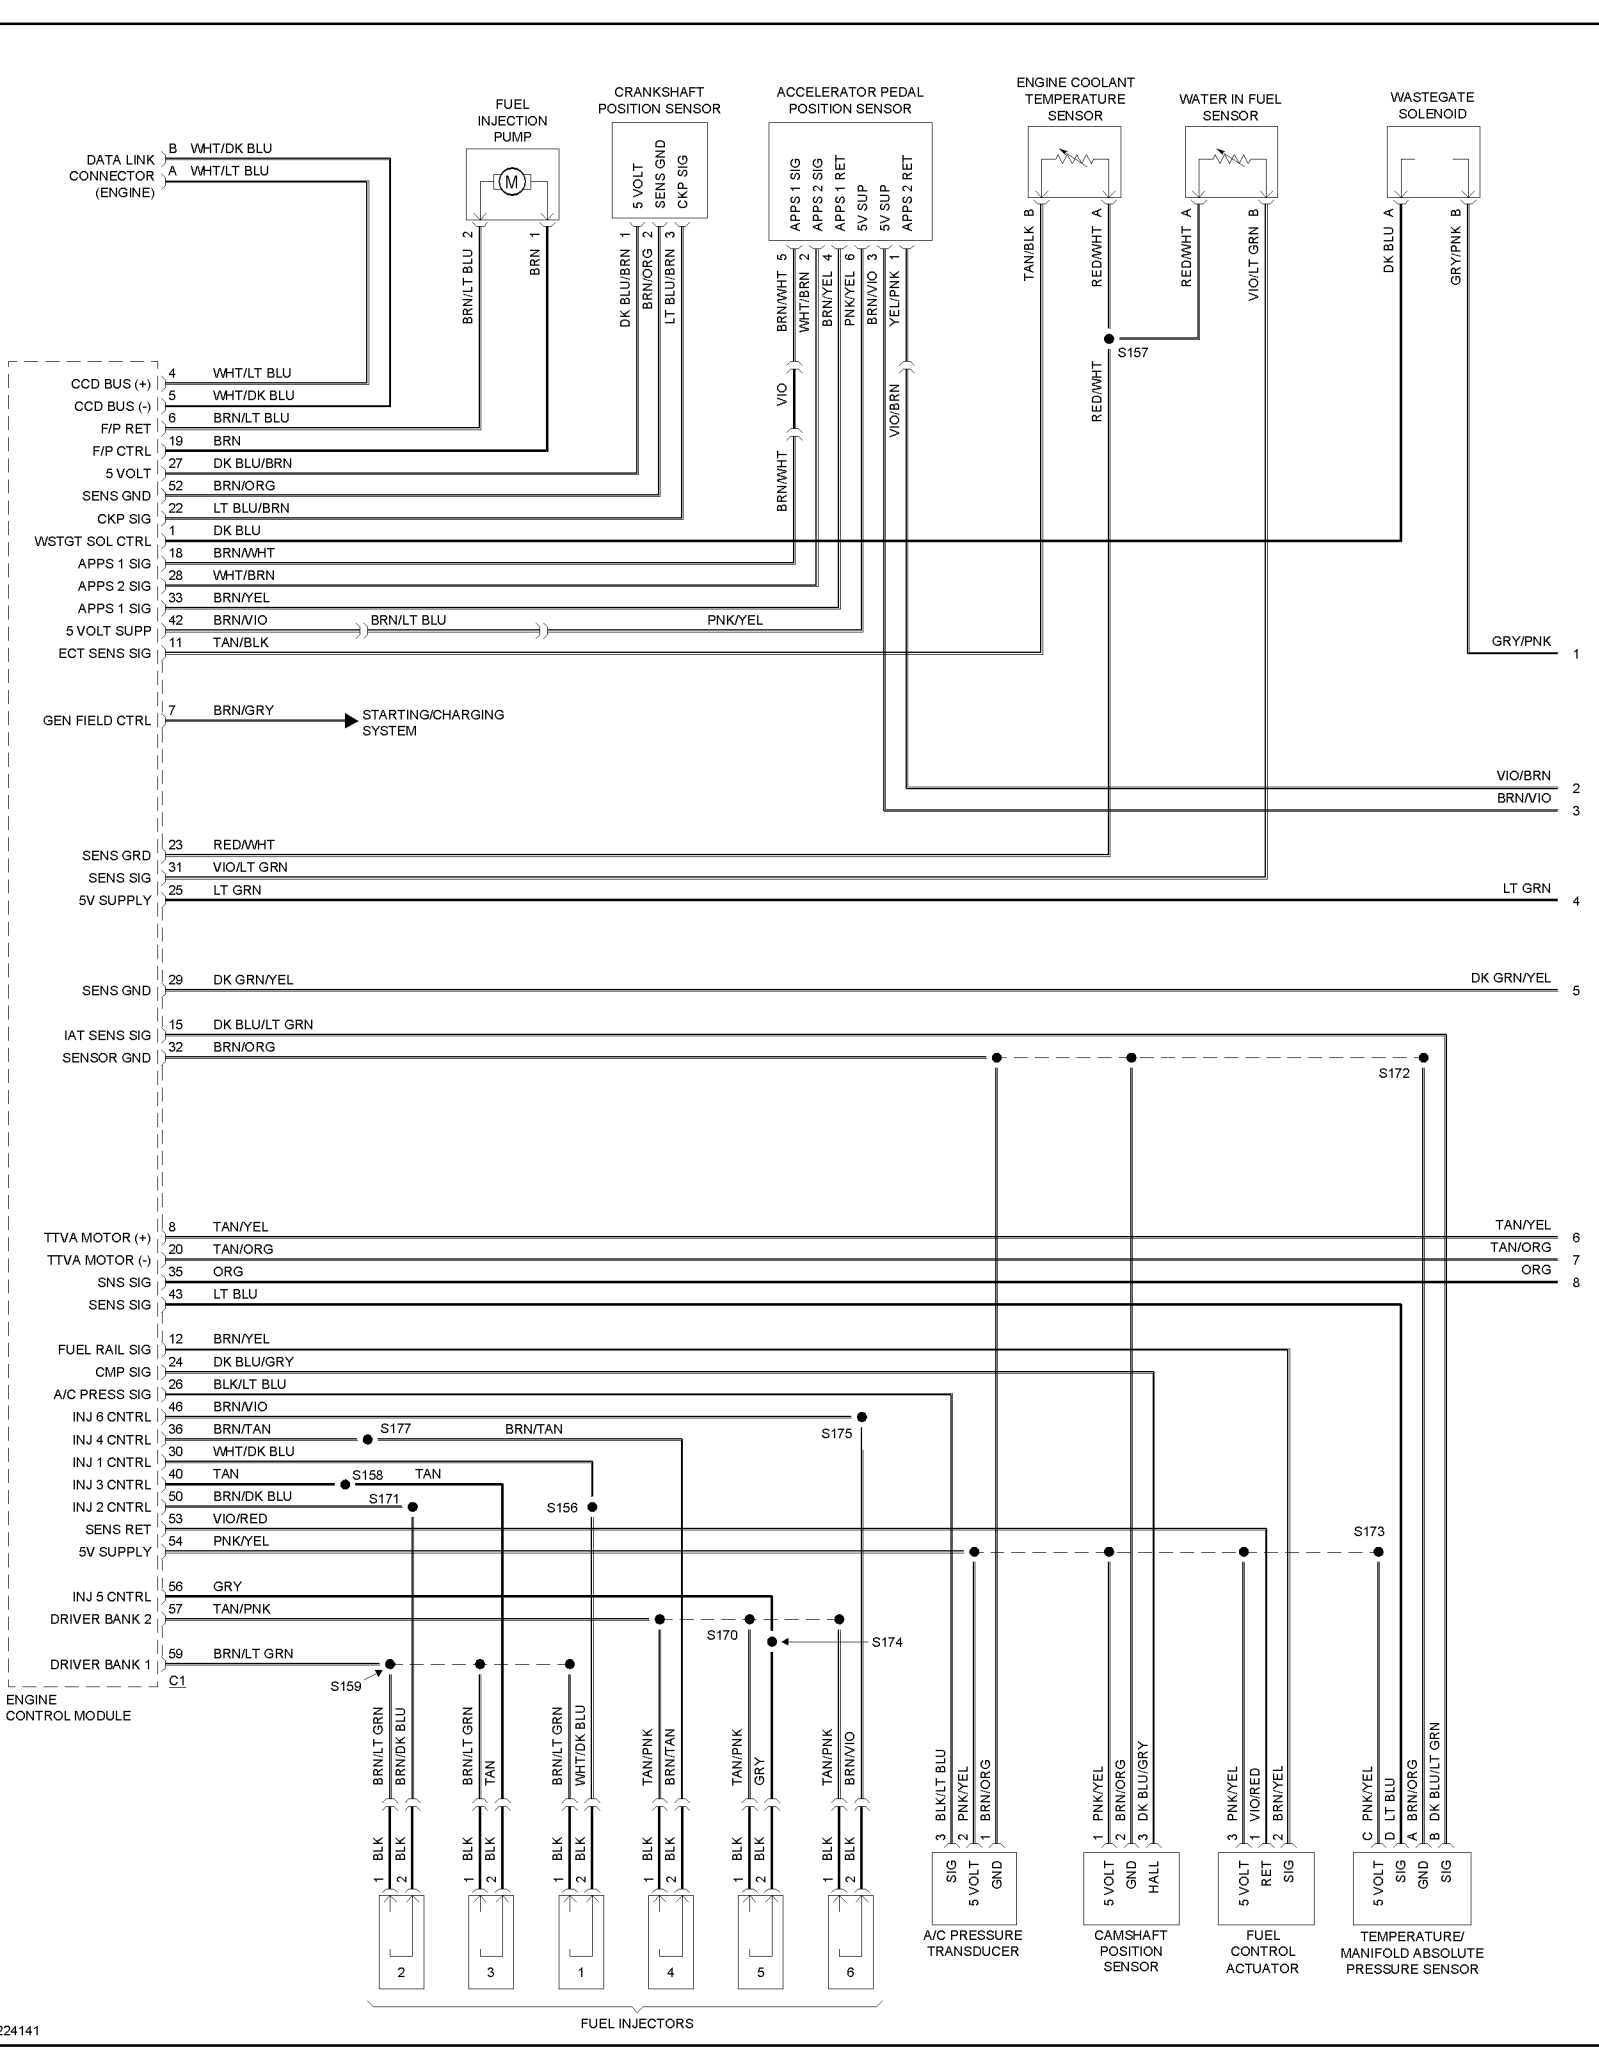 FUEL
INJECTION
PUMP
CRANKSHAFT
POSITION SENSOR
ACCELERATOR PEDAL
POSITION SENSOR
ENGINE COOLANT
TEMPERATURE
SENSOR
WATER IN FUEL
SENSOR
WASTEGATE
SOLENOID
DATA LINK
CONNECTOR
(ENGINE)
B WHT/DK BLU
A WHT/LT BLU
M
5 VOLT
SENS GND
CKP SIG
APPS 1 SIG
APPS 2 SIG
APPS 1 RET
5V SUP
5V SUP
APPS 2 RET
BRN/LT BLU 2
BRN 1
DK BLU/BRN 1
BRN/ORG 2
LT BLU/BRN 3
BRN/WHT 5
WHT/BRN 2
BRN/YEL 4
PNK/YEL 6
BRN/VIO 3
YEL/PNK 1
TAN/BLK B
RED/WHT A
RED/WHT A
VIO/LT GRN B
DK BLU A
GRY/PNK B
S157
VIO
VIO/BRN
RED/WHT
BRN/WHT
CCD BUS (+) 4 WHT/LT BLU
CCD BUS (-) 5 WHT/DK BLU
F/P RET 6 BRN/LT BLU
F/P CTRL 19 BRN
5 VOLT 27 DK BLU/BRN
SENS GND 52 BRN/ORG
CKP SIG 22 LT BLU/BRN
WSTGT SOL CTRL 1 DK BLU
APPS 1 SIG 18 BRN/WHT
APPS 2 SIG 28 WHT/BRN
APPS 1 SIG 33 BRN/YEL
5 VOLT SUPP 42 BRN/VIO BRN/LT BLU PNK/YEL
ECT SENS SIG 11 TAN/BLK
GRY/PNK 1
GEN FIELD CTRL 7 BRN/GRY
STARTING/CHARGING
SYSTEM
VIO/BRN 2
BRN/VIO 3
SENS GRD 23 RED/WHT
SENS SIG 31 VIO/LT GRN
5V SUPPLY 25 LT GRN LT GRN 4
SENS GND 29 DK GRN/YEL DK GRN/YEL 5
IAT SENS SIG 15 DK BLU/LT GRN
SENSOR GND 32 BRN/ORG
S172
TTVA MOTOR (+) 8 TAN/YEL TAN/YEL 6
TTVA MOTOR (-) 20 TAN/ORG TAN/ORG 7
SNS SIG 35 ORG ORG 8
SENS SIG 43 LT BLU
FUEL RAIL SIG 12 BRN/YEL
CMP SIG 24 DK BLU/GRY
A/C PRESS SIG 26 BLK/LT BLU
INJ 6 CNTRL 46 BRN/VIO S175
INJ 4 CNTRL 36 BRN/TAN S177 BRN/TAN
INJ 1 CNTRL 30 WHT/DK BLU
INJ 3 CNTRL 40 TAN S158 TAN
INJ 2 CNTRL 50 BRN/DK BLU S171 S156
SENS RET 53 VIO/RED
5V SUPPLY 54 PNK/YEL S173
INJ 5 CNTRL 56 GRY
DRIVER BANK 2 57 TAN/PNK
S170 S174
DRIVER BANK 1 59 BRN/LT GRN
C1
S159
ENGINE
CONTROL MODULE
BRN/LT GRN
BRN/DK BLU
BRN/LT GRN
TAN
BRN/LT GRN
WHT/DK BLU
TAN/PNK
BRN/TAN
TAN/PNK
GRY
TAN/PNK
BRN/VIO
1 BLK
2 BLK
1 BLK
2 BLK
1 BLK
2 BLK
1 BLK
2 BLK
1 BLK
2 BLK
1 BLK
2 BLK
3 BLK/LT BLU
2 PNK/YEL
1 BRN/ORG
1 PNK/YEL
2 BRN/ORG
3 DK BLU/GRY
3 PNK/YEL
1 VIO/RED
2 BRN/YEL
C PNK/YEL
D LT BLU
A BRN/ORG
B DK BLU/LT GRN
SIG
5 VOLT
GND
5 VOLT
GND
HALL
5 VOLT
RET
SIG
5 VOLT
SIG
GND
SIG
2 3 1 4 5 6
FUEL INJECTORS
A/C PRESSURE
TRANSDUCER
CAMSHAFT
POSITION
SENSOR
FUEL
CONTROL
ACTUATOR
TEMPERATURE/
MANIFOLD ABSOLUTE
PRESSURE SENSOR
224141